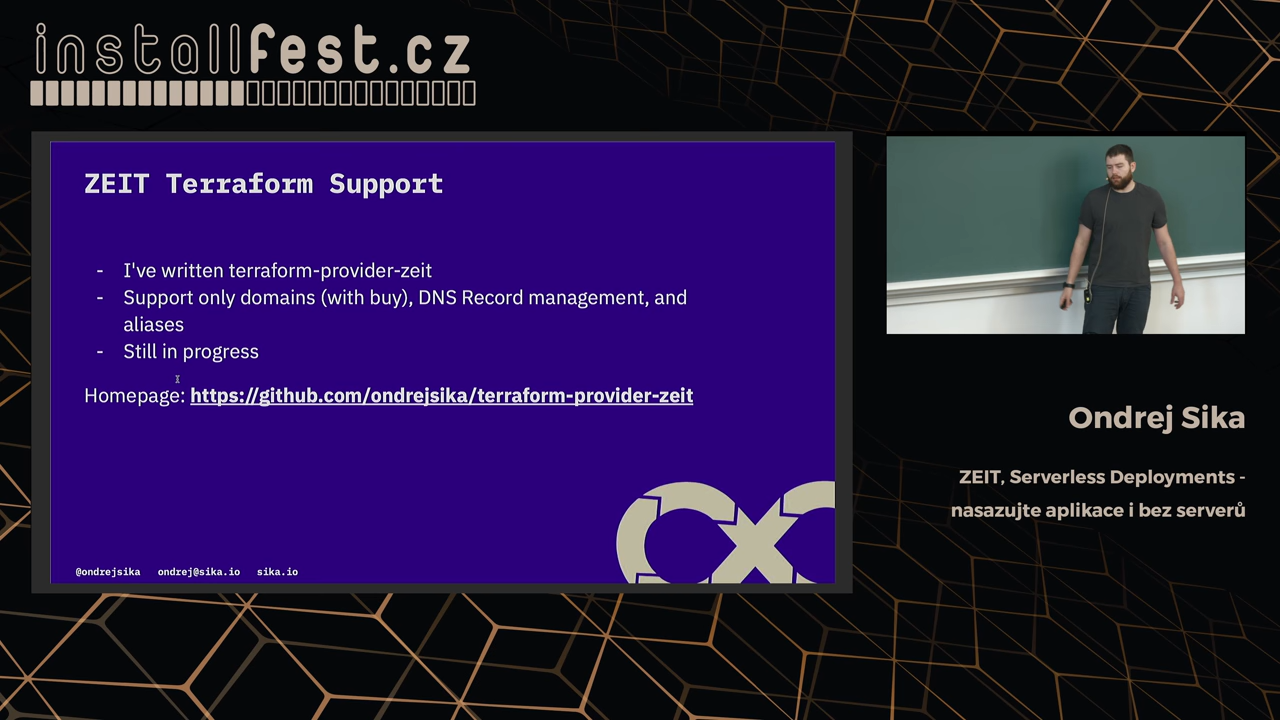 installfest.cz
ZEIT Terraform Support
- I've written terraform-provider-zeit
- Support only domains (with buy), DNS Record management, and
aliases
- Still in progress
Homepage: https://github.com/ondrejsika/terraform-provider-zeit
@ondrejsika ondrej@sika.io sika.io
Ondrej Sika
ZEIT, Serverless Deployments -
nasazujte aplikace i bez serverů